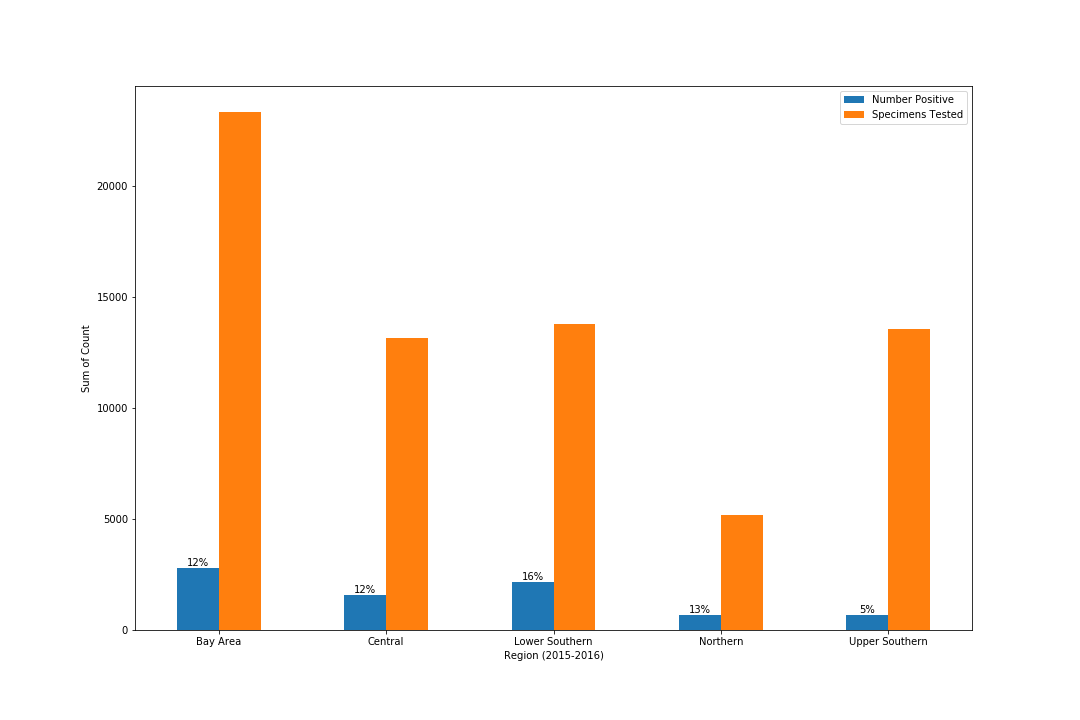 Number Positive
Specimens Tested
20000
15000
10000
5000
0
Sum of Count
12%
12%
16%
13%
5%
Bay Area
Central
Lower Southern
Northern
Upper Southern
Region (2015-2016)